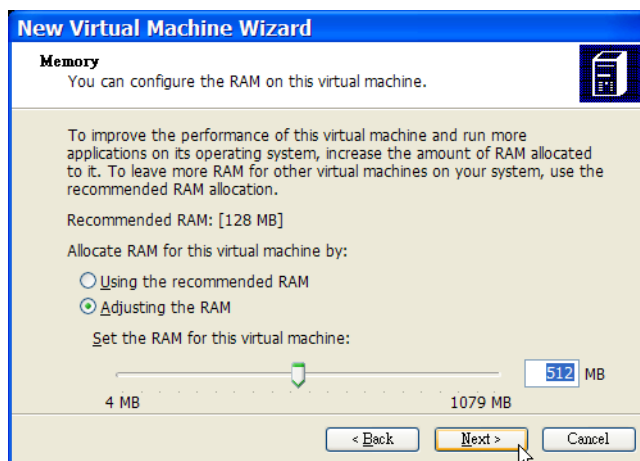 New Virtual Machine Wizard
Memory
You can configure the RAM on this virtual machine.
To improve the performance of this virtual machine and run more
applications on its operating system, increase the amount of RAM allocated
to it. To leave more RAM for other virtual machines on your system, use the
recommended RAM allocation.
Recommended RAM: [128 MB]
Allocate RAM for this virtual machine by:
Using the recommended RAM
Adjusting the RAM
Set the RAM for this virtual machine:
512 MB
4 MB 1079 MB
< Back Next > Cancel